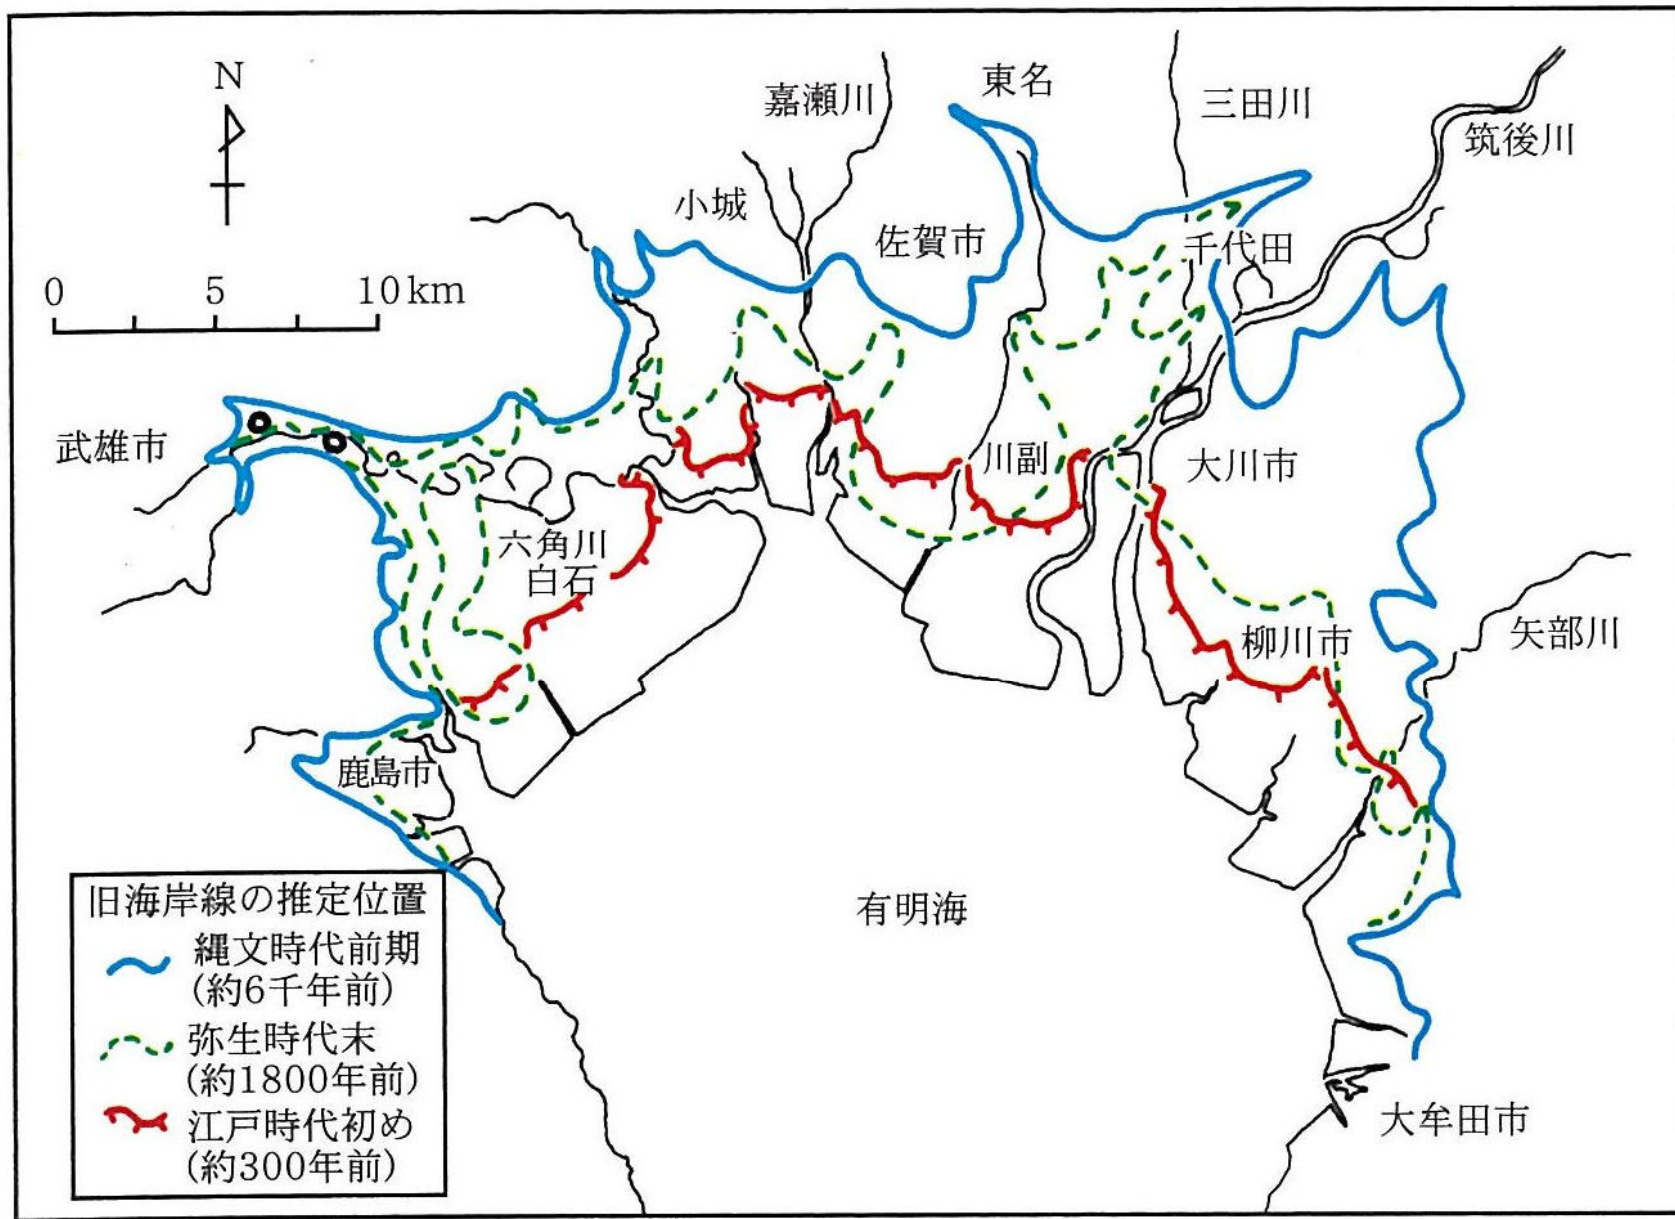 N
嘉瀬川
東名
三田川
筑後川
小城
佐賀市
千代田
0 5 10km
武雄市
川副
大川市
六角川
白石
柳川市
矢部川
鹿島市
有明海
大牟田市
旧海岸線の推定位置
縄文時代前期
(約6千年前)
弥生時代末
(約1800年前)
江戸時代初め
(約300年前)